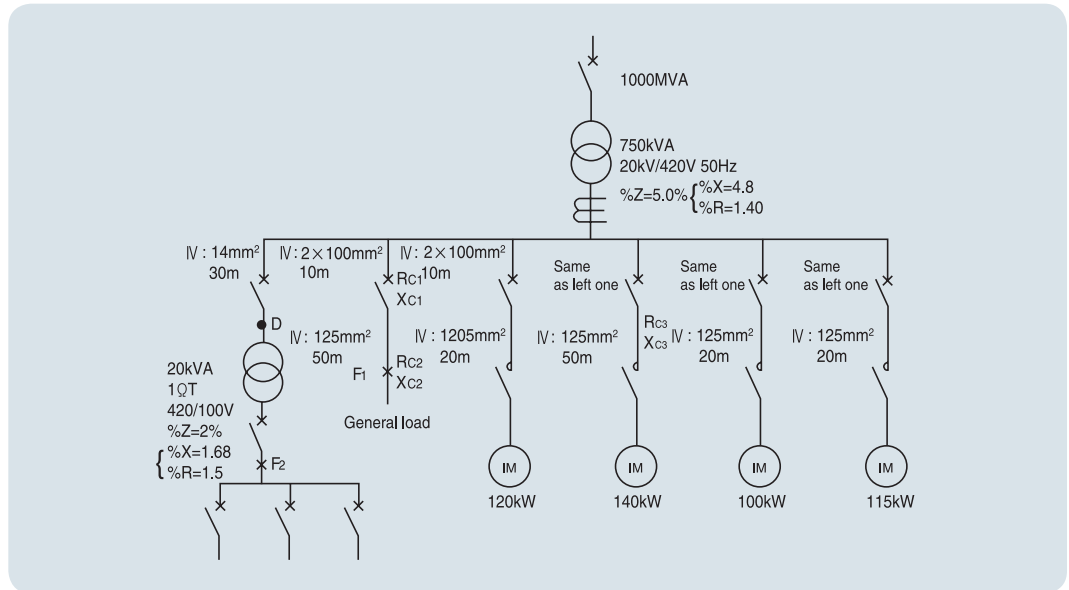 1000MVA
750kVA
20kV/420V 50Hz
%Z=5.0%
%X=4.8
%R=1.40
IV : 14mm²
30m
IV : 2×100mm²
10m
IV : 2×100mm²
10m
RC1
XC1
Same
as left one
Same
as left one
Same
as left one
D
IV : 125mm²
50m
F1
RC2
XC2
General load
IV : 1205mm²
20m
IV : 125mm²
50m
RC3
XC3
IV : 125mm²
20m
IV : 125mm²
20m
20kVA
1ΩT
420/100V
%Z=2%
%X=1.68
%R=1.5
F2
IM
120kW
IM
140kW
IM
100kW
IM
115kW